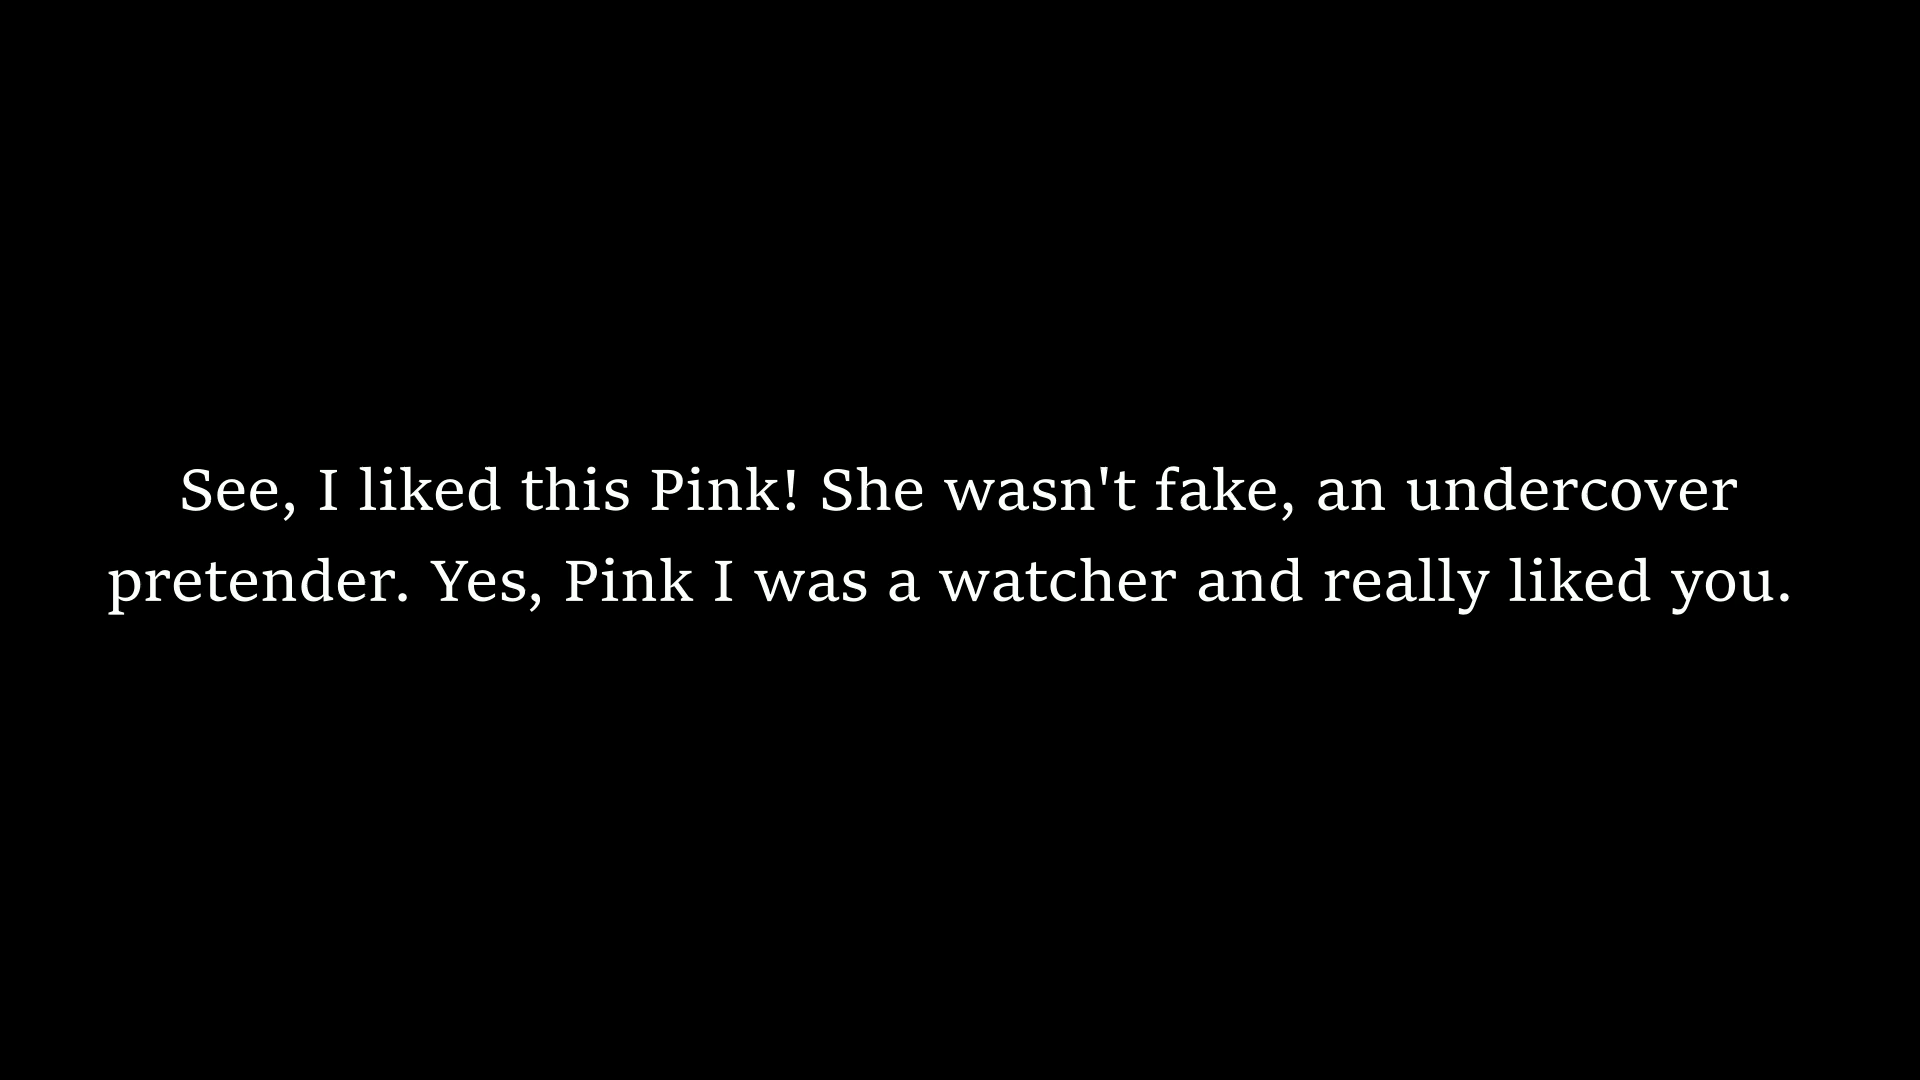 See, I liked this Pink! She wasn't fake, an undercover
pretender. Yes, Pink I was a watcher and really liked you.